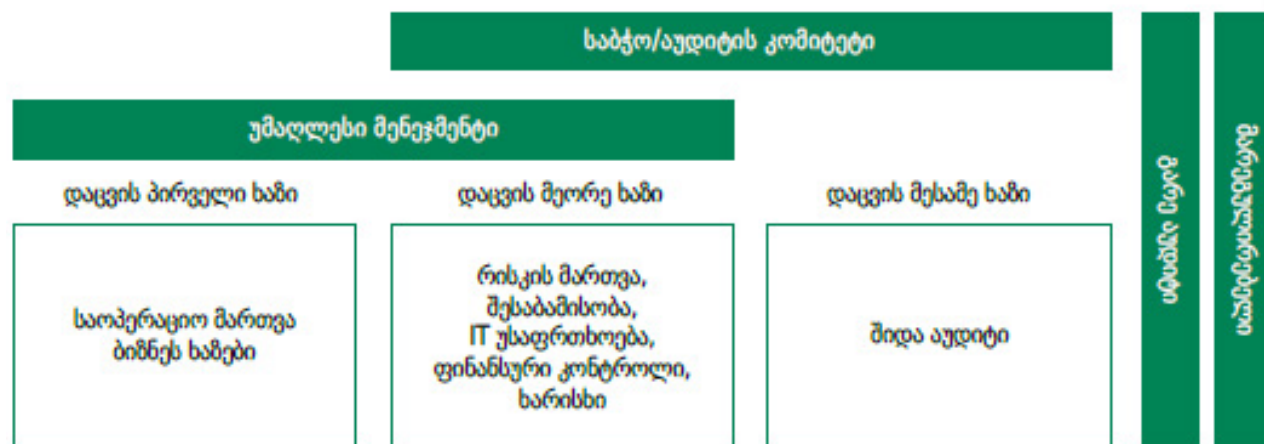 საბჭო/აუდიტის კომიტეტი
უმაღლესი მენეჯმენტი
დაცვის პირველი ხაზი
დაცვის მეორე ხაზი
დაცვის მესამე ხაზი
საოპერაციო მართვა
ბიზნეს ხაზები
რისკის მართვა,
შესაბამისობა,
IT უსაფრთხოება,
ფინანსური კონტროლი,
ხარისხი
შიდა აუდიტი